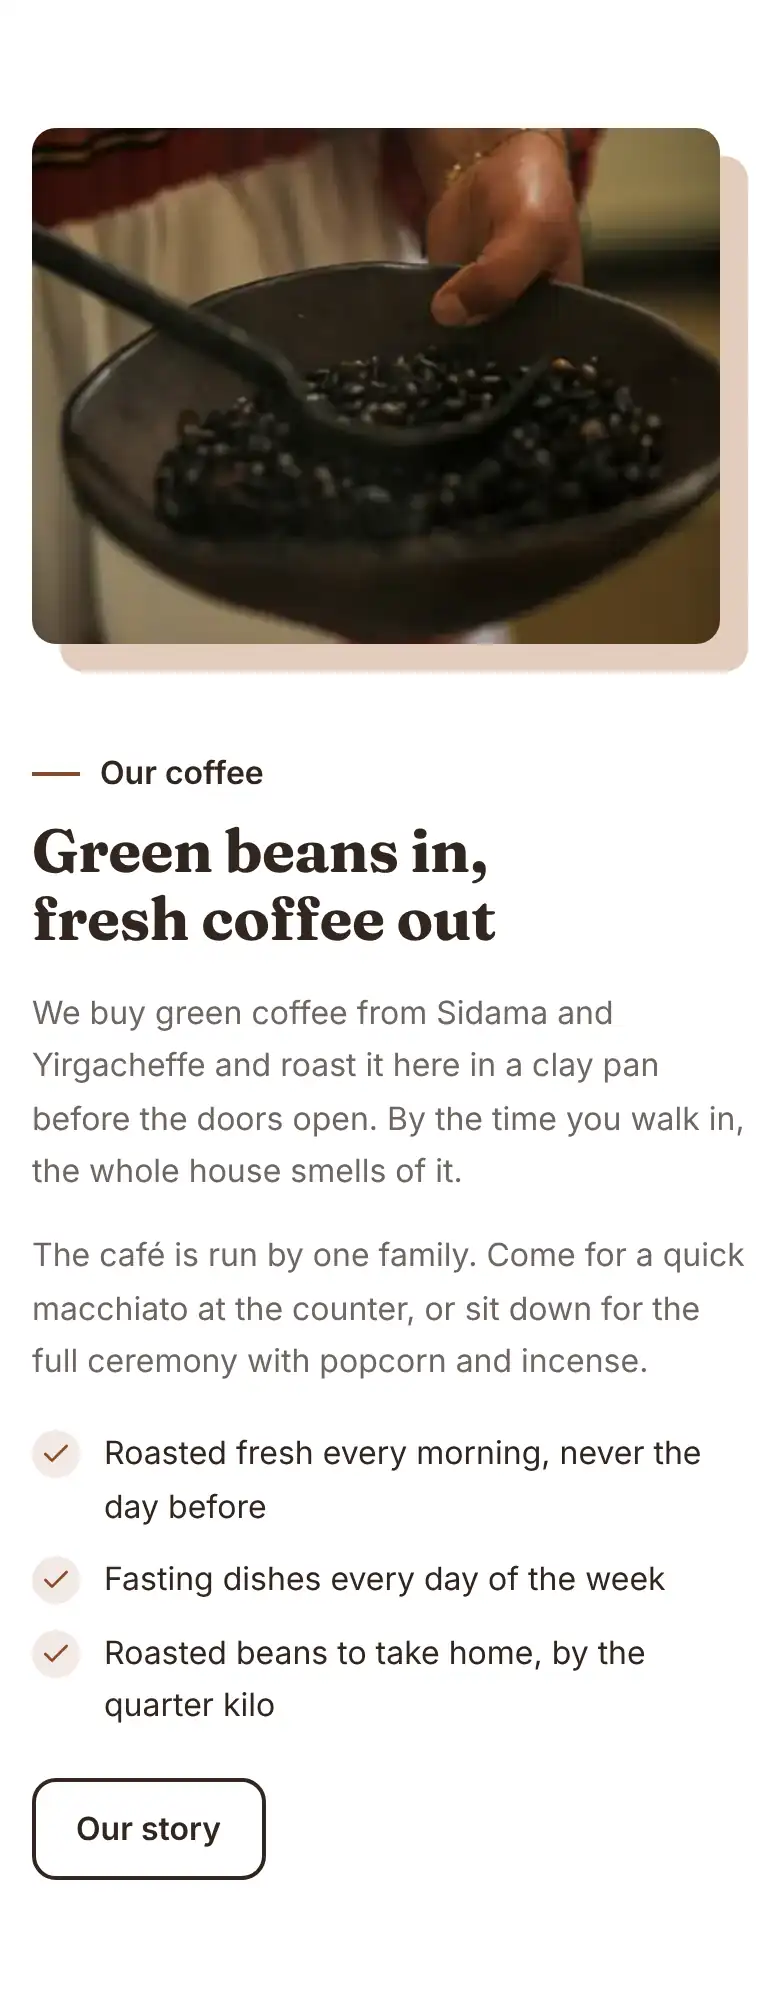 Our coffee
Green beans in,
fresh coffee out
We buy green coffee from Sidama and
Yirgacheffe and roast it here in a clay pan
before the doors open. By the time you walk in,
the whole house smells of it.
The café is run by one family. Come for a quick
macchiato at the counter, or sit down for the
full ceremony with popcorn and incense.
Roasted fresh every morning, never the
day before
Fasting dishes every day of the week
Roasted beans to take home, by the
quarter kilo
Our story